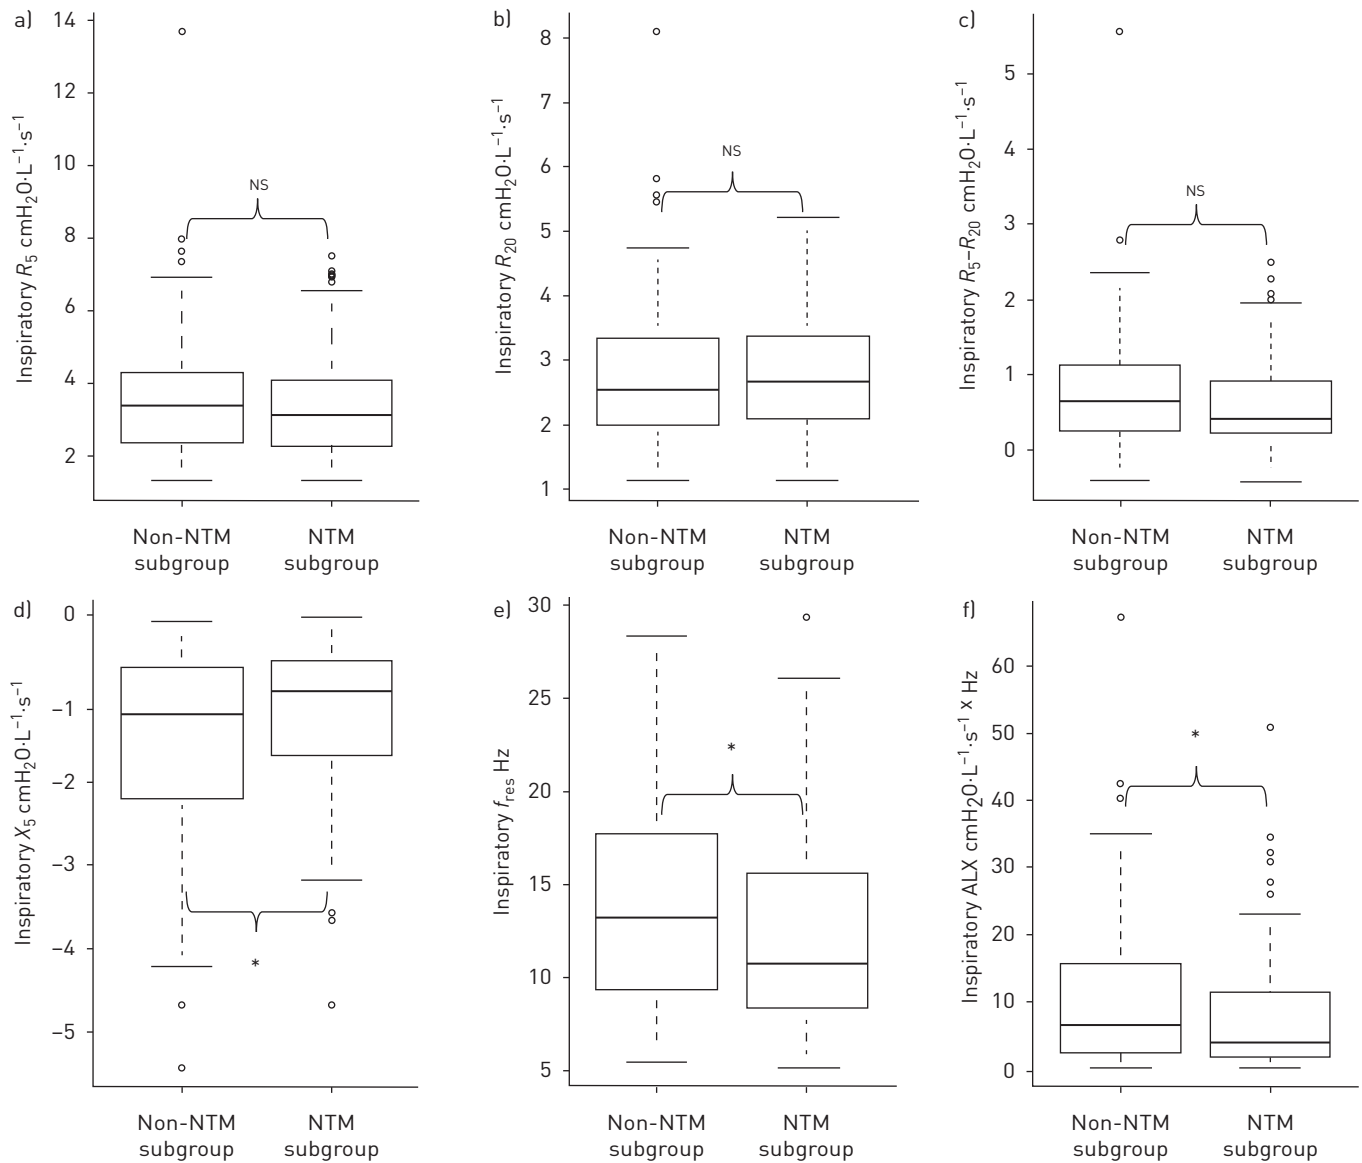 a)
Inspiratory R5 cmH2O·L−1·s−1
14
12
10
8
6
4
2
NS
Non-NTM
subgroup
NTM
subgroup
b)
Inspiratory R20 cmH2O·L−1·s−1
8
7
6
5
4
3
2
1
NS
Non-NTM
subgroup
NTM
subgroup
c)
Inspiratory R5–R20 cmH2O·L−1·s−1
5
4
3
2
1
0
NS
Non-NTM
subgroup
NTM
subgroup
d)
Inspiratory X5 cmH2O·L−1·s−1
0
−1
−2
−3
−4
−5
*
Non-NTM
subgroup
NTM
subgroup
e)
Inspiratory fres Hz
30
25
20
15
10
5
*
Non-NTM
subgroup
NTM
subgroup
f)
Inspiratory ALX cmH2O·L−1·s−1 x Hz
60
50
40
30
20
10
0
*
Non-NTM
subgroup
NTM
subgroup